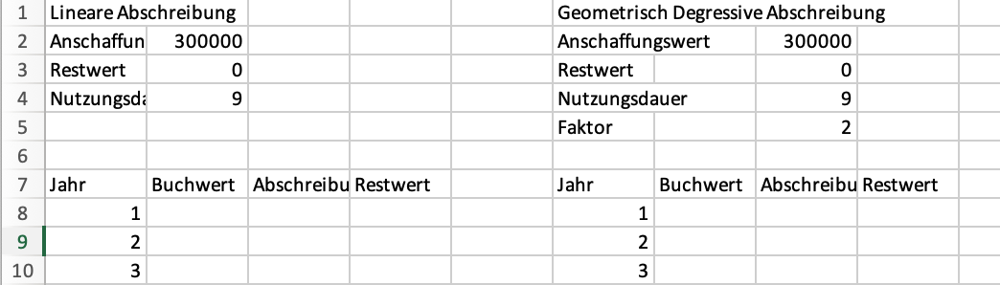 1 Lineare Abschreibung Geometrisch Degressive Abschreibung
2 Anschaffun 300000 Anschaffungswert 300000
3 Restwert 0 Restwert 0
4 Nutzungsda 9 Nutzungsdauer 9
5 Faktor 2
6
7 Jahr Buchwert Abschreibu Restwert Jahr Buchwert Abschreibu Restwert
8 1 1
9 2 2
10 3 3